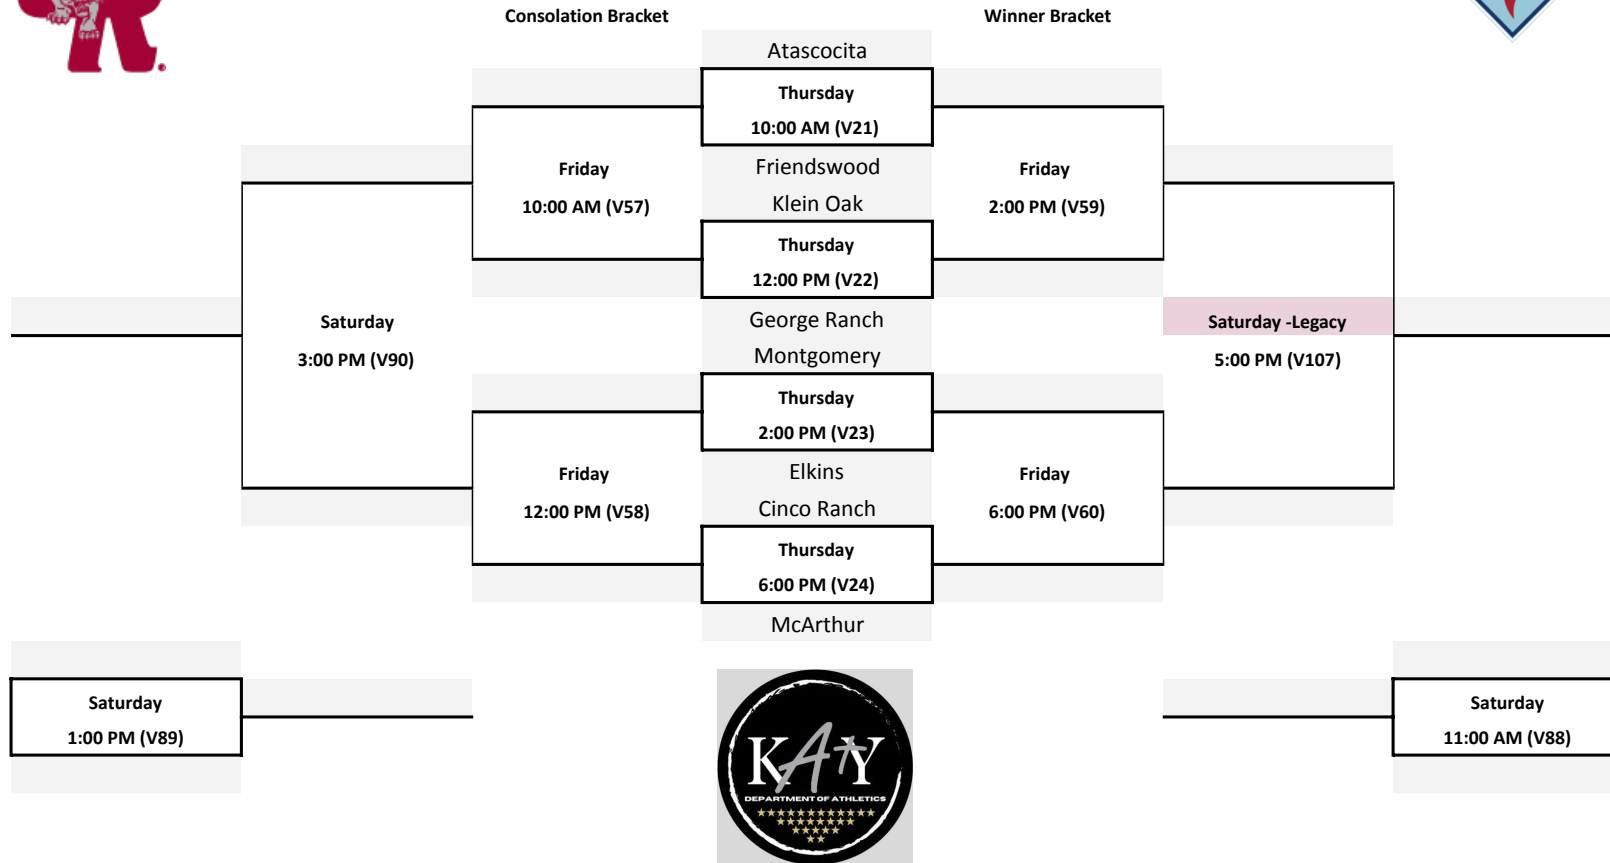 Consolation Bracket
Winner Bracket
Atascocita
Thursday
10:00 AM (V21)
Friday
10:00 AM (V57)
Friendswood
Klein Oak
Friday
2:00 PM (V59)
Thursday
12:00 PM (V22)
Saturday
3:00 PM (V90)
George Ranch
Montgomery
Saturday -Legacy
5:00 PM (V107)
Thursday
2:00 PM (V23)
Friday
12:00 PM (V58)
Elkins
Cinco Ranch
Friday
6:00 PM (V60)
Thursday
6:00 PM (V24)
McArthur
Saturday
1:00 PM (V89)
Saturday
11:00 AM (V88)
R
KAtY
DEPARTMENT OF ATHLETICS